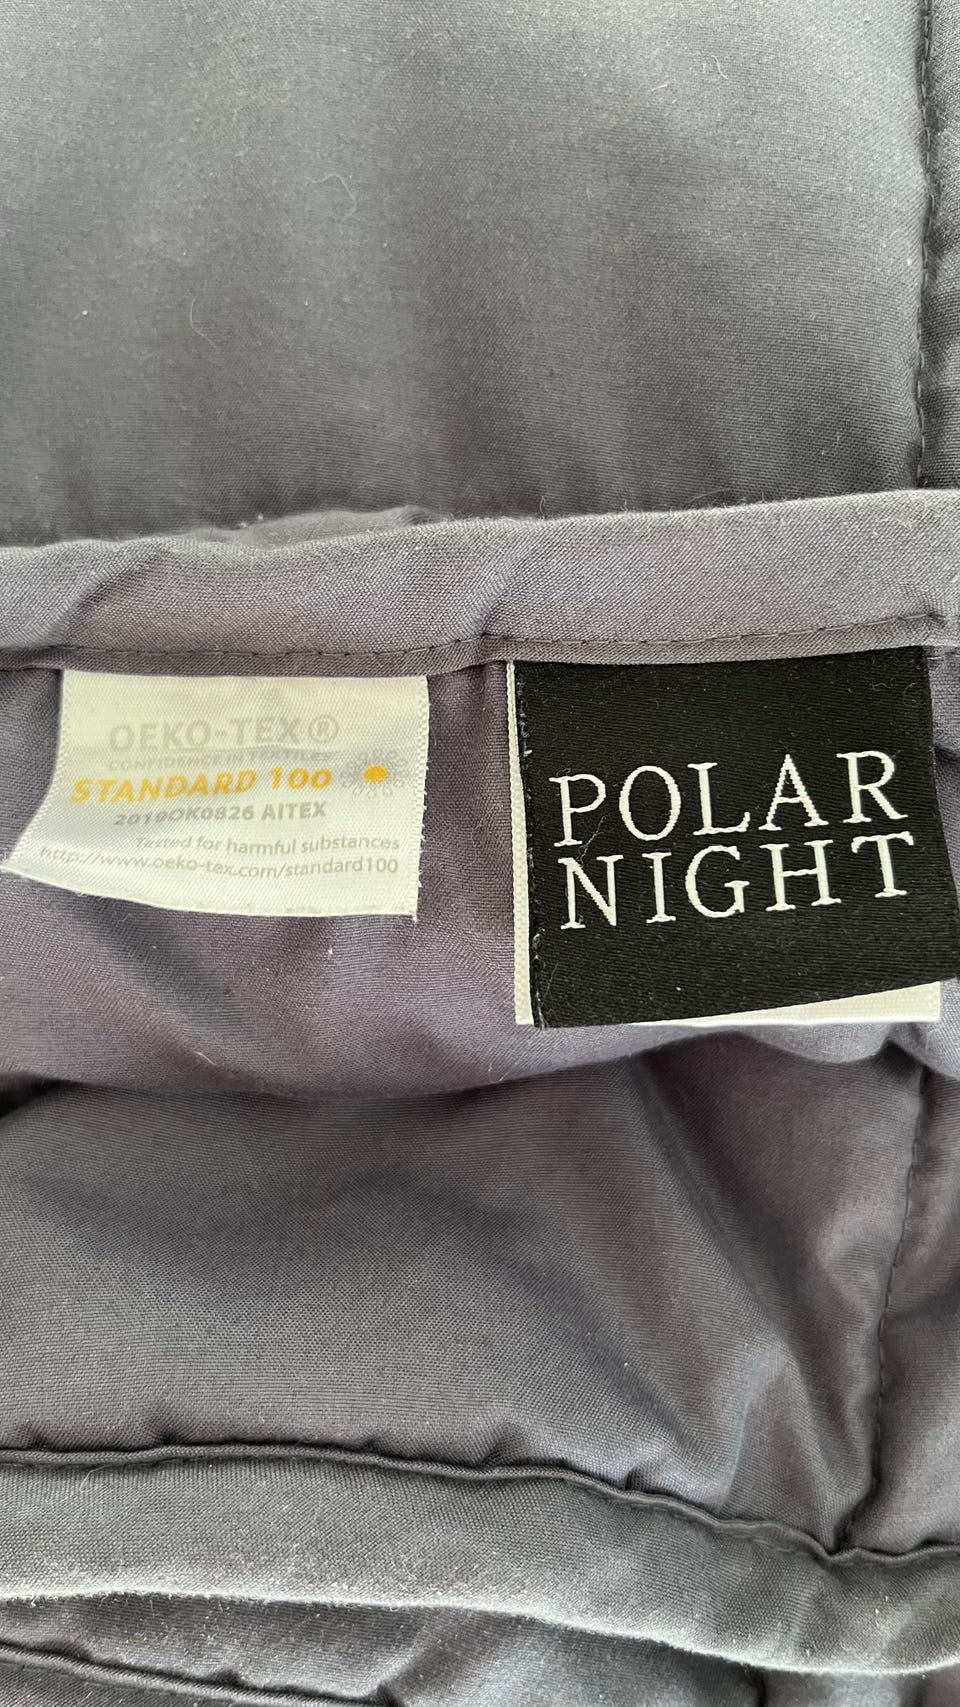 OEKO-TEX®
CONFIDENCE IN TEXTILES
STANDARD 100
2019OK0826 AITEX
Tested for harmful substances
http://www.oeko-tex.com/standard100
POLAR
NIGHT